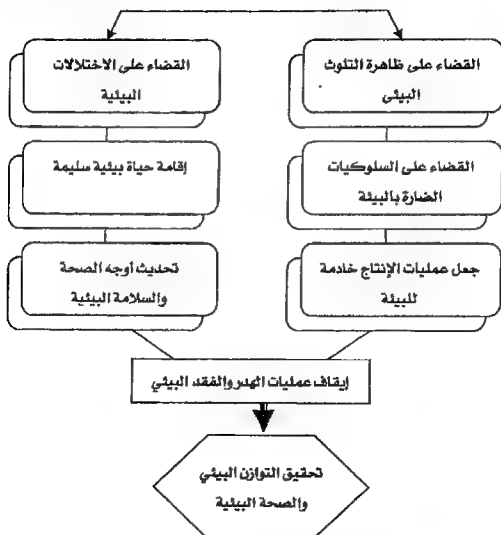 القضاء على ظاهرة التلوث
البيئى
القضاء على الاختلالات
البيئية
القضاء على السلوكيات
الضارة بالبيئة
إقامة حياة بيئية سليمة
جعل عمليات الإنتاج خادمة
للبيئة
تحديث أوجه الصحة
والسلامة البيئية
إيقاف عمليات الهدر والفقد البيئي
تحقيق التوازن البيئي
والصحة البيئية